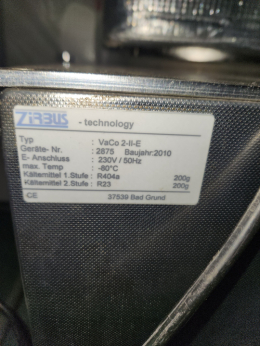 ZIRBUS - technology
Typ : VaCo 2-II-E
Geräte- Nr. : 2875 Baujahr:2010
E- Anschluss : 230V / 50Hz
max. Temp : -80°C
Kältemittel 1.Stufe : R404a 200g
Kältemittel 2.Stufe : R23 200g
CE 37539 Bad Grund